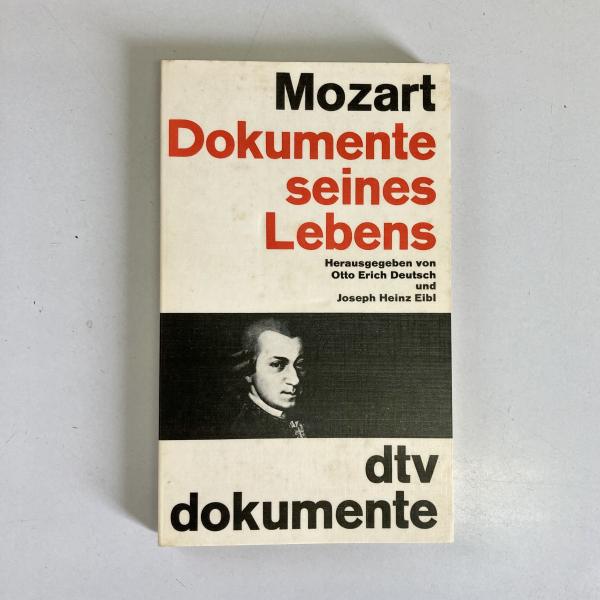 Mozart
Dokumente
seines
Lebens
Herausgegeben von
Otto Erich Deutsch
und
Joseph Heinz Eibl
dtv
dokumente